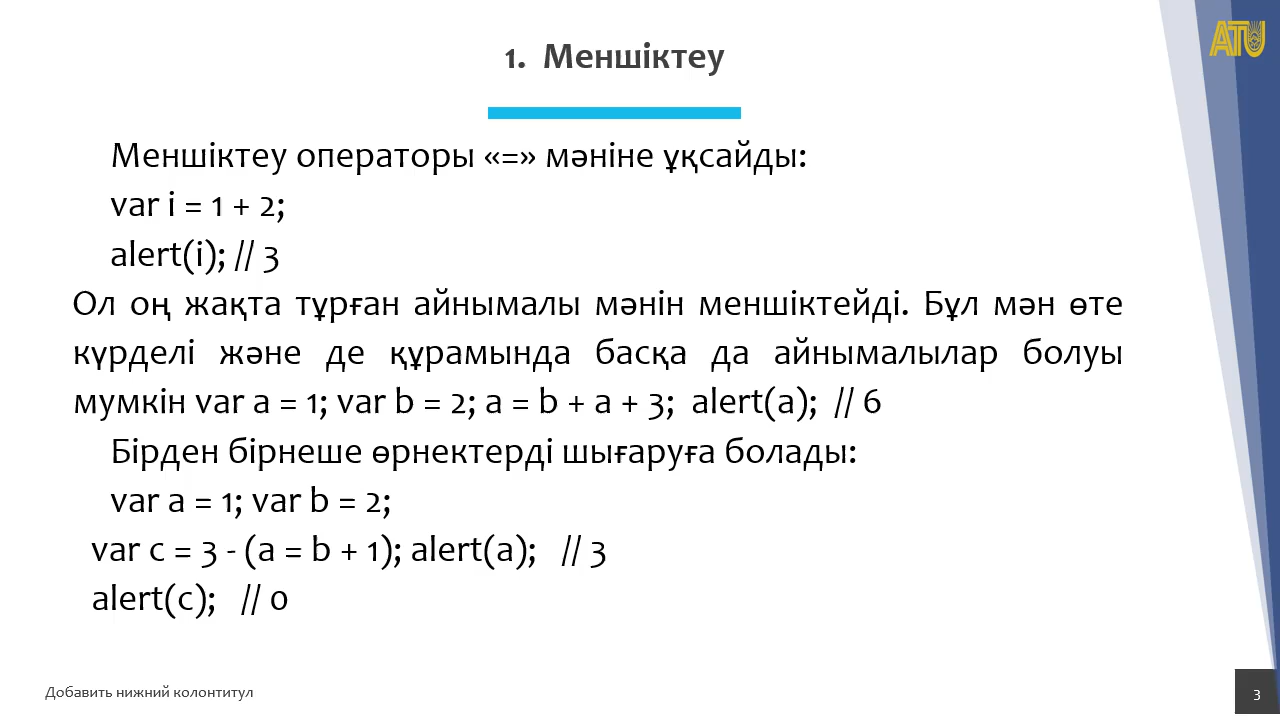 1. Меншіктеу
ATU
Меншіктеу операторы «=» мәніне ұқсайды:
var i = 1 + 2;
alert(i); // 3
Ол оң жақта тұрған айнымалы мәнін меншіктейді. Бұл мән өте
күрделі және де құрамында басқа да айнымалылар болуы
мумкін var a = 1; var b = 2; a = b + a + 3; alert(a); // 6
Бірден бірнеше өрнектерді шығаруға болады:
var a = 1; var b = 2;
var c = 3 - (a = b + 1); alert(a); // 3
alert(c); // 0
Добавить нижний колонтитул
3